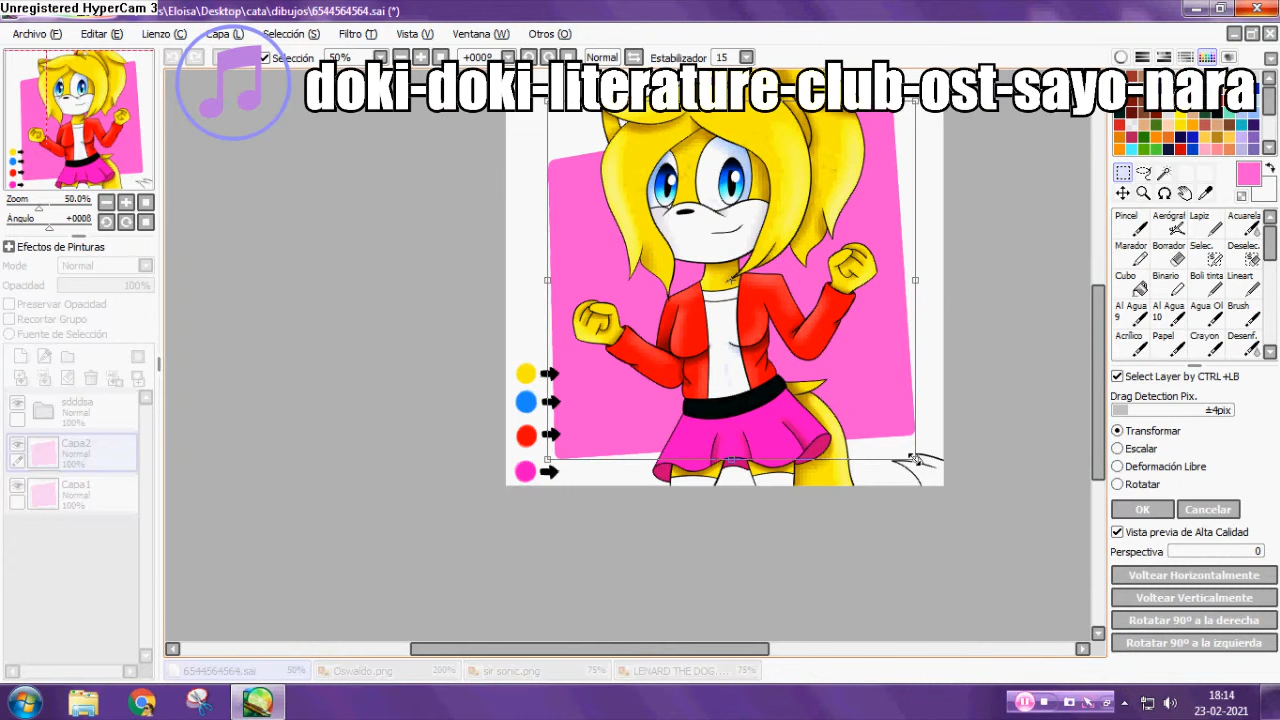 Unregistered HyperCam 3
s\Eloisa\Desktop\cata\dibujos\6544564564.sai (*)
Archivo (F)
Editar (E)
Lienzo (C)
Capa (L)
Selección (S)
Filtro (T)
Vista (V)
Ventana (W)
Otros (O)
Selección
50%
+000º
Normal
Estabilizador
15
doki-doki-literature-club-ost-sayo-nara
Zoom
50.0%
Ángulo
+000ß
Efectos de Pinturas
Mode
Normal
Opacidad
100%
Preservar Opacidad
Recortar Grupo
Fuente de Selección
sdddsa
Normal
100%
Capa2
Normal
100%
Capa1
Normal
100%
Pincel
Aerógraf
Lapiz
Acuarela
Marador
Borrador
Selec.
Deselec.
Cubo
Binario
Boli tinta
Lineart
Al Agua 9
Al Agua 10
Agua Ol
Brush
Acrílico
Papel
Crayon
Desenf.
Select Layer by CTRL+LB
Drag Detection Pix.
±4pix
Transformar
Escalar
Deformación Libre
Rotatar
OK
Cancelar
Vista previa de Alta Calidad
Perspectiva
0
Voltear Horizontalmente
Voltear Verticalmente
Rotatar 90º a la derecha
Rotatar 90º a la izquierda
6544564564.sai
50%
Oswaldo.png
200%
sir sonic.png
75%
LENARD THE DOG....
75%
18:14
23-02-2021